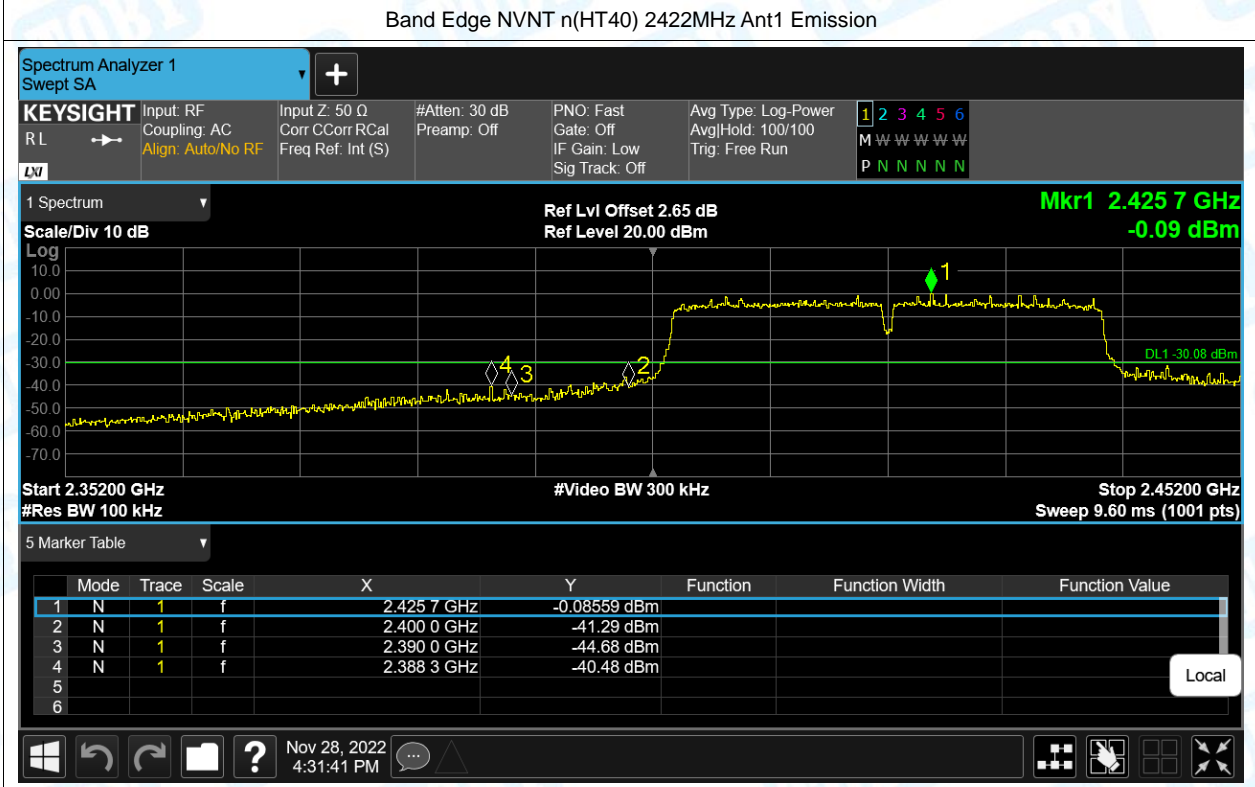 Band Edge NVNT n(HT40) 2422MHz Ant1 Emission
Spectrum Analyzer 1
Swept SA
KEYSIGHT
RL
LXI
Input: RF
Coupling: AC
Align: Auto/No RF
Input Z: 50 Ω
Corr CCorr RCal
Freq Ref: Int (S)
#Atten: 30 dB
Preamp: Off
PNO: Fast
Gate: Off
IF Gain: Low
Sig Track: Off
Avg Type: Log-Power
Avg|Hold: 100/100
Trig: Free Run
1 2 3 4 5 6
M W W W W W
P N N N N N
1 Spectrum
Scale/Div 10 dB
Ref Lvl Offset 2.65 dB
Ref Level 20.00 dBm
Mkr1 2.425 7 GHz
-0.09 dBm
Log
10.0
0.00
-10.0
-20.0
-30.0
-40.0
-50.0
-60.0
-70.0
1
2
3
4
DL1 -30.08 dBm
Start 2.35200 GHz
#Video BW 300 kHz
Stop 2.45200 GHz
#Res BW 100 kHz
Sweep 9.60 ms (1001 pts)
5 Marker Table
Mode Trace Scale X Y Function Function Width Function Value
1 N 1 f 2.425 7 GHz -0.08559 dBm
2 N 1 f 2.400 0 GHz -41.29 dBm
3 N 1 f 2.390 0 GHz -44.68 dBm
4 N 1 f 2.388 3 GHz -40.48 dBm
5
6
Local
?
Nov 28, 2022
4:31:41 PM